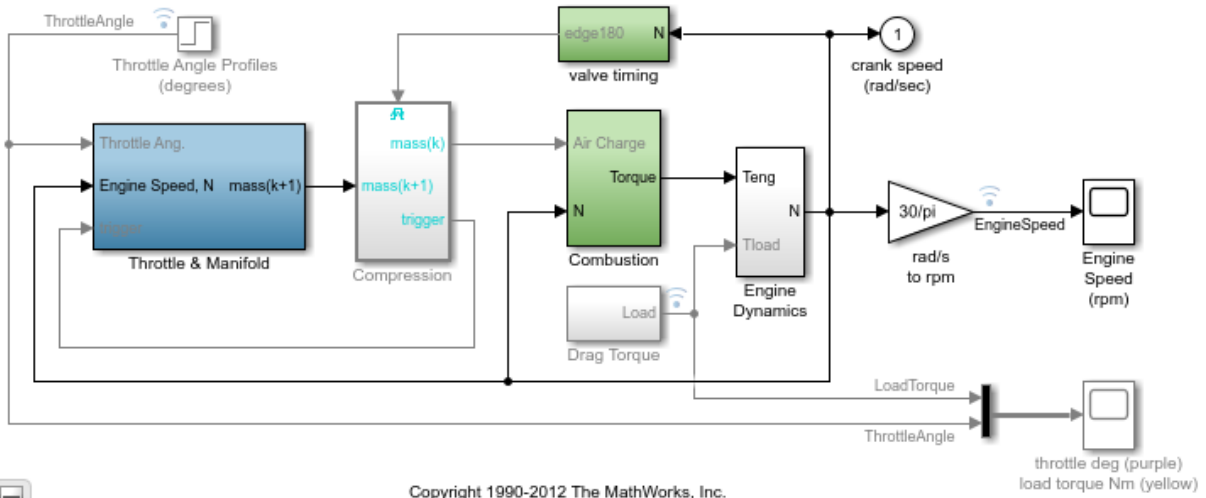 ThrottleAngle
Throttle Angle Profiles
(degrees)
edge180 N
valve timing
1
crank speed
(rad/sec)
Throttle Ang.
Engine Speed, N mass(k+1)
trigger
Throttle & Manifold
mass(k)
mass(k+1)
trigger
Compression
Air Charge
Torque
N
Combustion
Teng
N
Tload
Engine
Dynamics
Load
Drag Torque
30/pi
rad/s
to rpm
EngineSpeed
Engine
Speed
(rpm)
LoadTorque
ThrottleAngle
throttle deg (purple)
load torque Nm (yellow)
Copyright 1990-2012 The MathWorks, Inc.